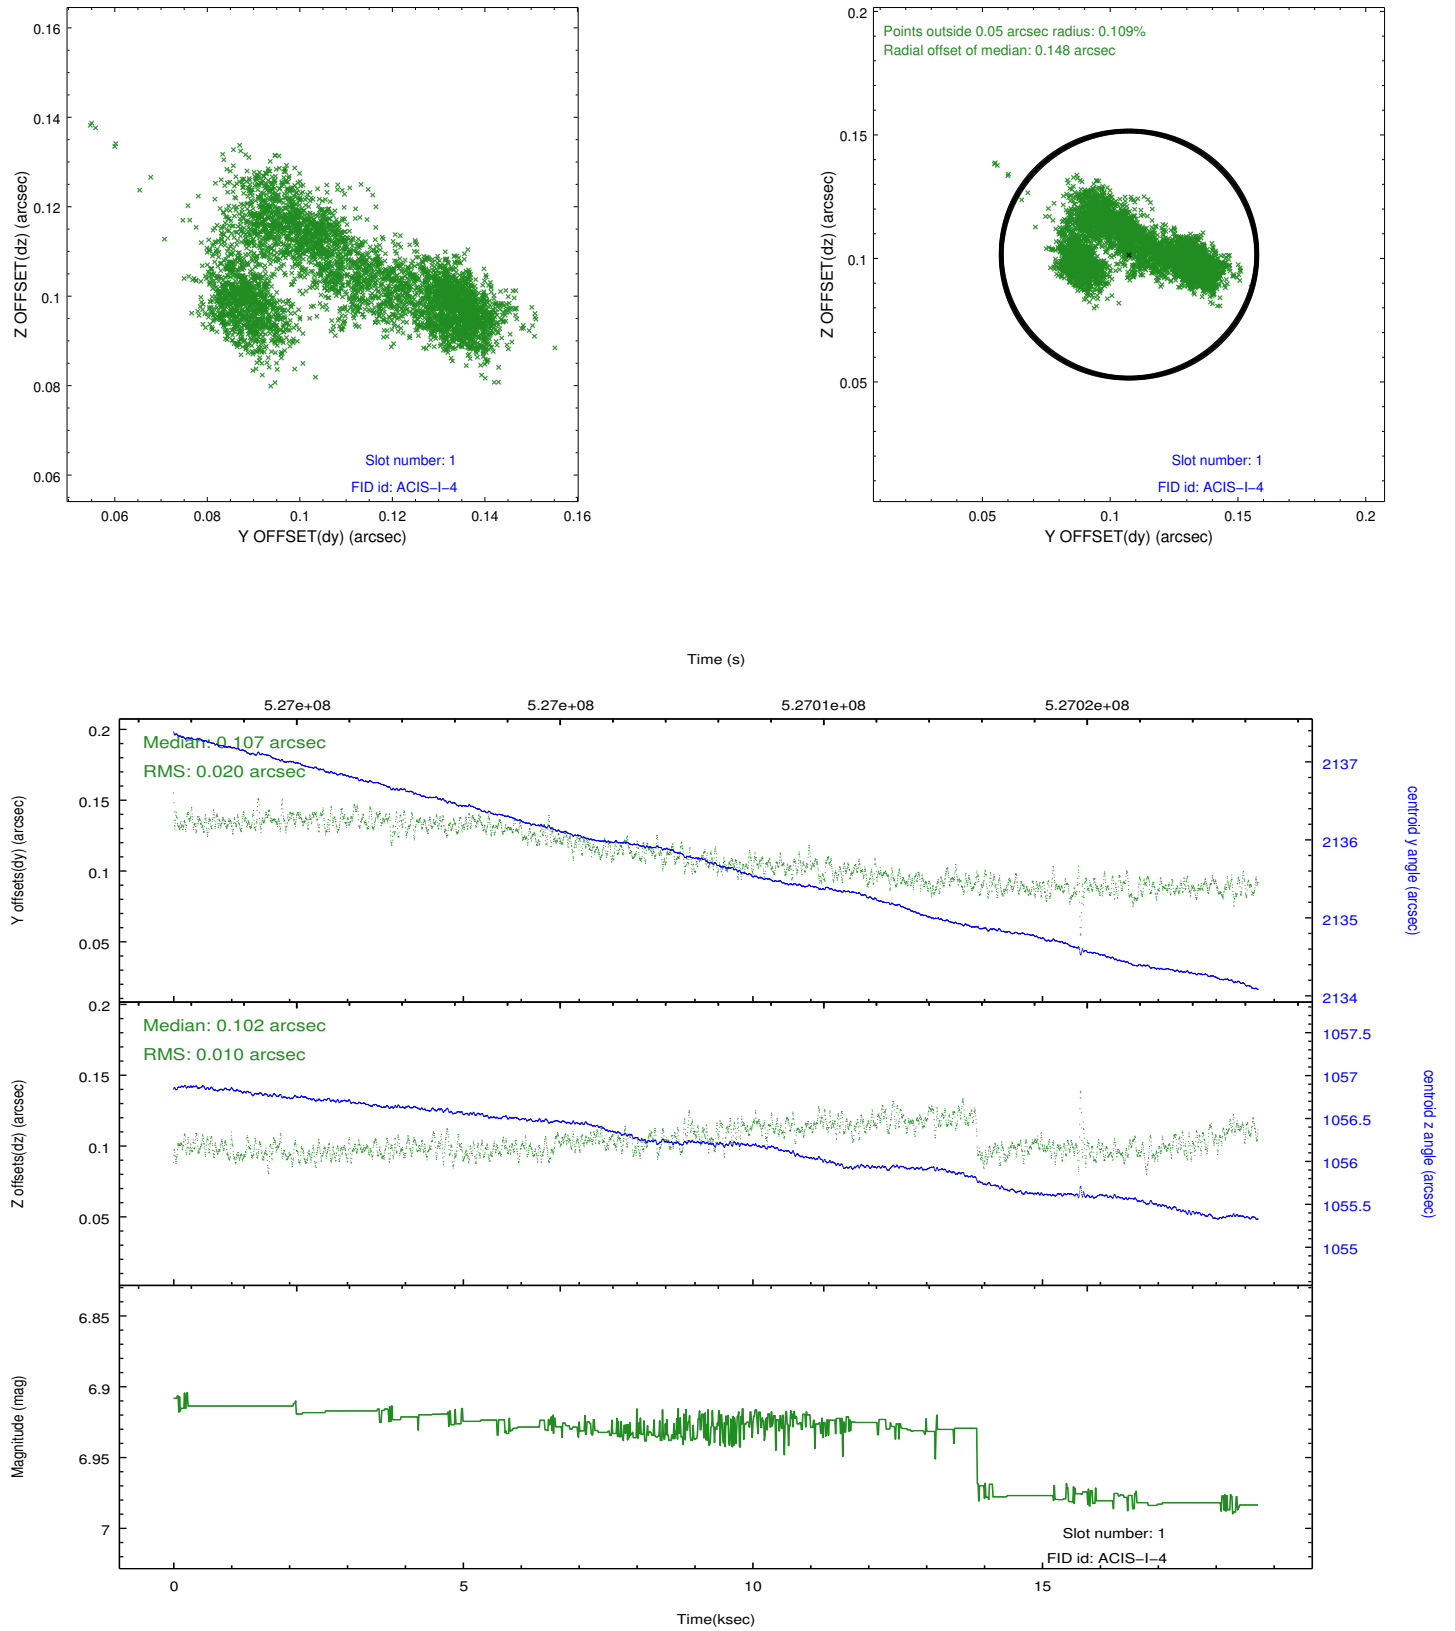 0.16
0.14
0.12
0.1
0.08
0.06
Z OFFSET(dz) (arcsec)
Slot number: 1
FID id: ACIS−I−4
0.06 0.08 0.1 0.12 0.14 0.16
Y OFFSET(dy) (arcsec)
0.2
0.15
0.1
0.05
Z OFFSET(dz) (arcsec)
Points outside 0.05 arcsec radius: 0.109%
Radial offset of median: 0.148 arcsec
Slot number: 1
FID id: ACIS−I−4
0.05 0.1 0.15 0.2
Y OFFSET(dy) (arcsec)
Time (s)
5.27e+08 5.27e+08 5.2701e+08 5.2702e+08
0.2
0.15
0.1
0.05
Y offsets(dy) (arcsec)
Median: 0.107 arcsec
RMS: 0.020 arcsec
2137
2136
2135
2134
centroid y angle (arcsec)
0.2
0.15
0.1
0.05
Z offsets(dz) (arcsec)
Median: 0.102 arcsec
RMS: 0.010 arcsec
1057.5
1057
1056.5
1056
1055.5
1055
centroid z angle (arcsec)
6.85
6.9
6.95
7
Magnitude (mag)
Slot number: 1
FID id: ACIS−I−4
0 5 10 15
Time(ksec)